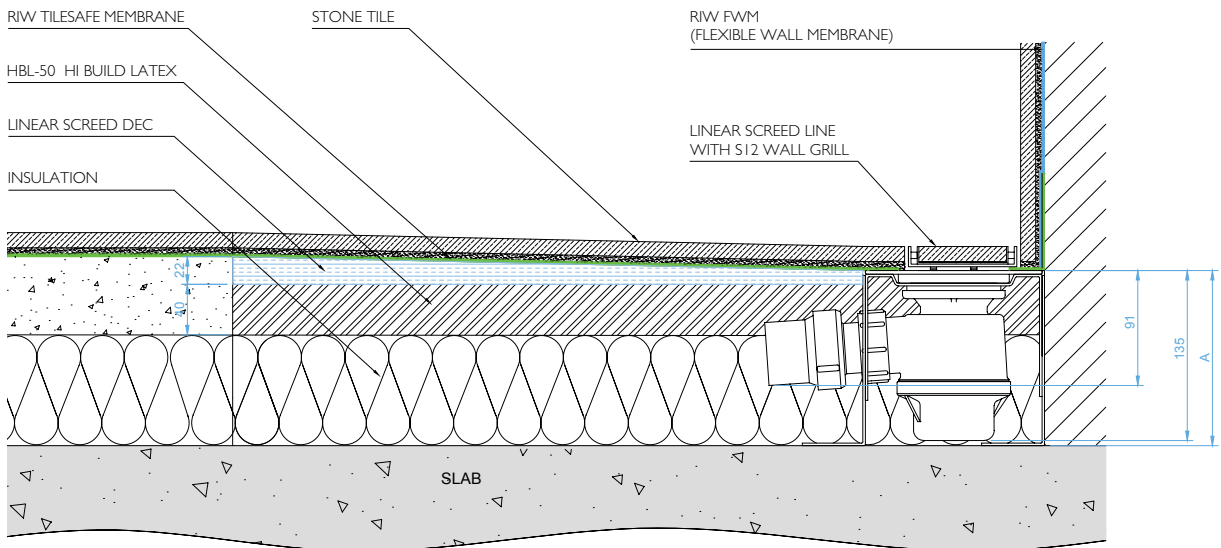 RIW TILESAFE MEMBRANE
STONE TILE
RIW FWM
(FLEXIBLE WALL MEMBRANE)
HBL-50 HI BUILD LATEX
LINEAR SCREED DEC
LINEAR SCREED LINE
WITH S12 WALL GRILL
INSULATION
22
40
91
135
A
SLAB